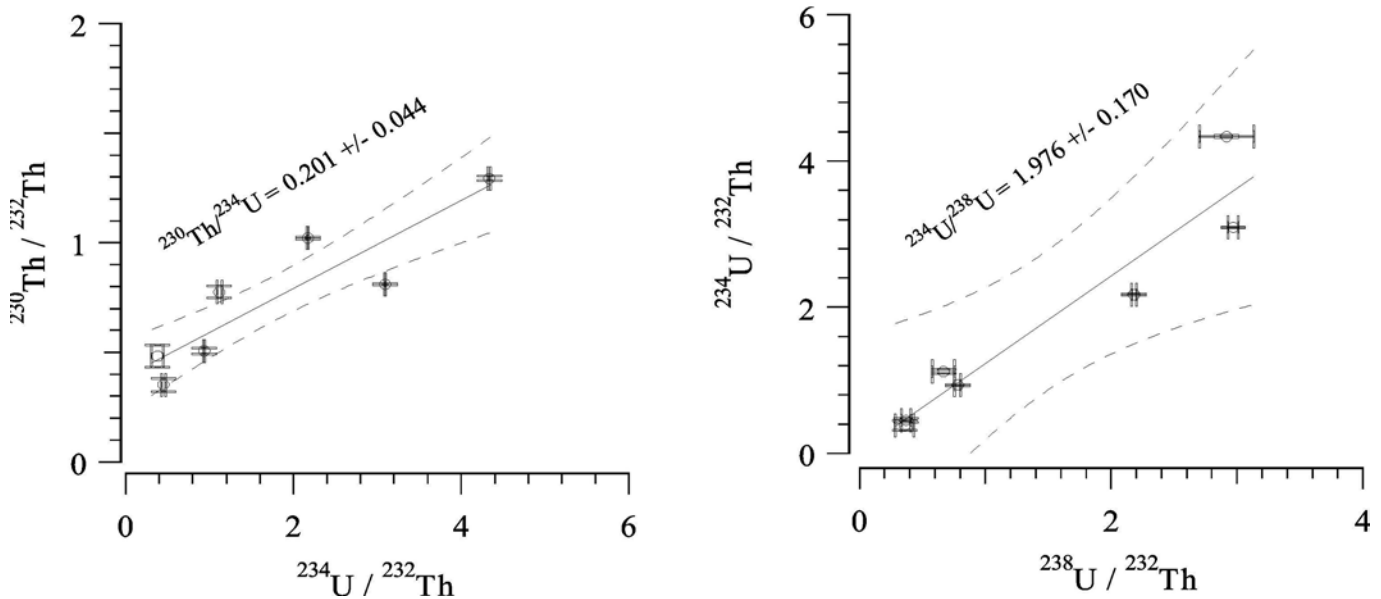 2
1
0
²³⁰Th / ²³²Th
²³⁰Th/²³⁴U = 0.201 +/- 0.044
0 2 4 6
²³⁴U / ²³²Th
6
4
2
0
²³⁴U / ²³²Th
²³⁴U/²³⁸U = 1.976 +/- 0.170
0 2 4
²³⁸U / ²³²Th